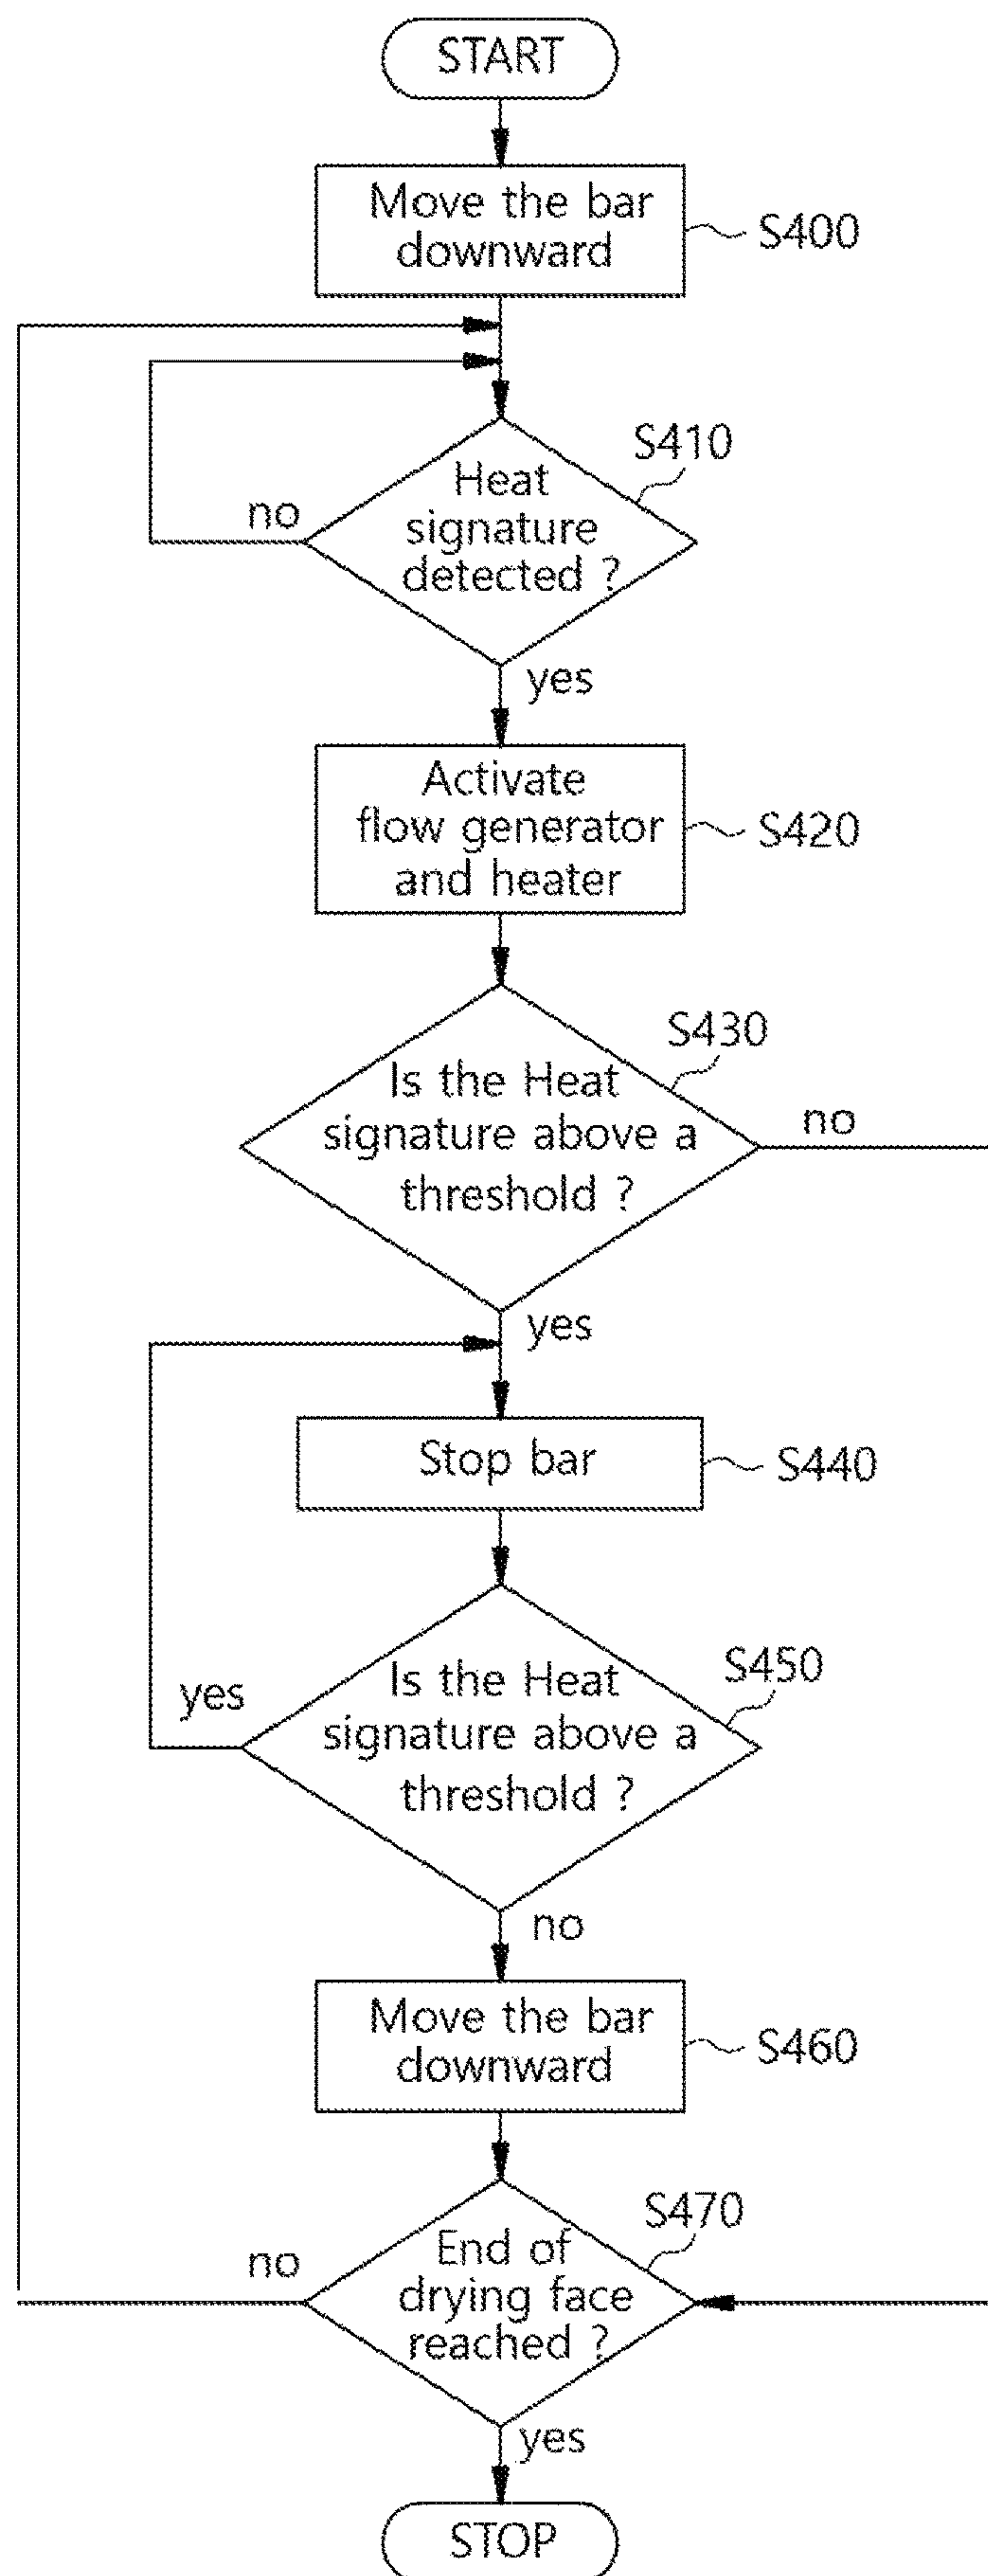 START
Move the bar
downward
S400
S410
Heat
signature
detected ?
no
yes
Activate
flow generator
and heater
S420
S430
Is the Heat
signature above a
threshold ?
no
yes
Stop bar
S440
S450
Is the Heat
signature above a
threshold ?
yes
no
Move the bar
downward
S460
S470
End of
drying face
reached ?
no
yes
STOP